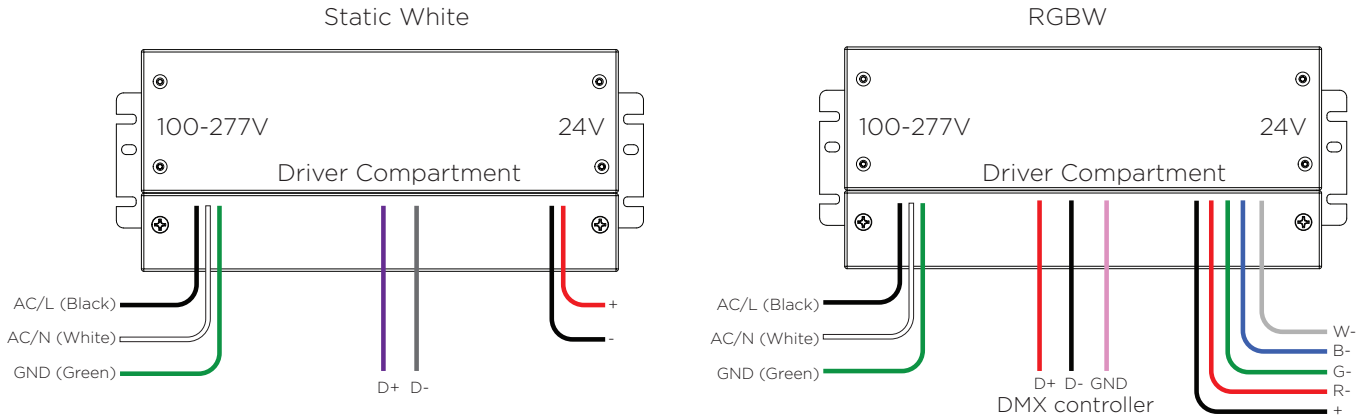 Static White
100-277V
24V
Driver Compartment
AC/L (Black)
AC/N (White)
GND (Green)
D+ D-
+
-
RGBW
100-277V
24V
Driver Compartment
AC/L (Black)
AC/N (White)
GND (Green)
D+ D- GND
DMX controller
W-
B-
G-
R-
+